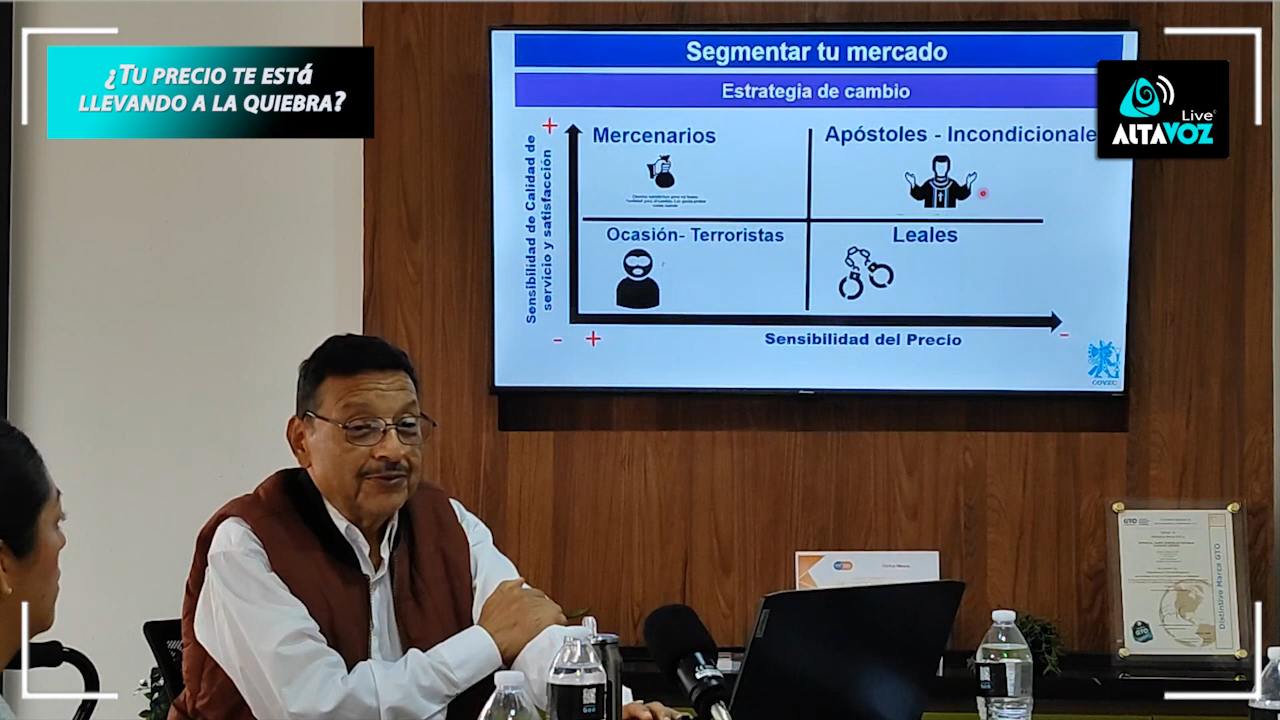 ¿TU PRECIO TE ESTá
LLEVANDO A LA QUIEBRA?
Live
ALTAVOZ
Segmentar tu mercado
Estrategia de cambio
Sensibilidad de Calidad de
servicio y satisfacción
+
Mercenarios
Apóstoles - Incondicionale
Ocasión- Terroristas
Leales
- +
Sensibilidad del Precio
-
COVEC
GTO
Distintivo Marca GTO